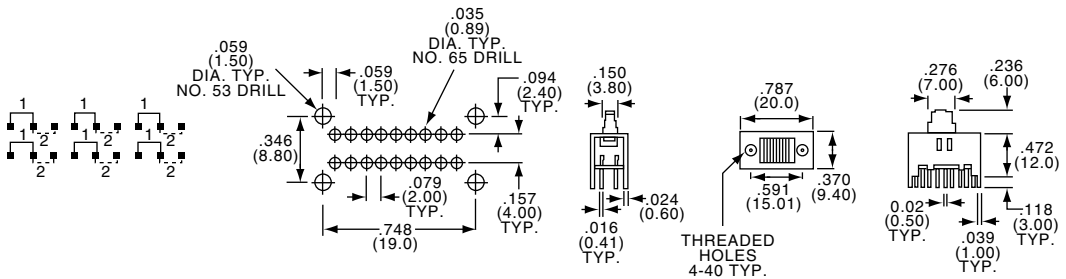 1 1 1
2 2 2
1 1 1
2 2 2
.059
(1.50)
DIA. TYP.
NO. 53 DRILL
.059
(1.50)
TYP.
.035
(0.89)
DIA. TYP.
NO. 65 DRILL
.094
(2.40)
TYP.
.346
(8.80)
.079
(2.00)
TYP.
.157
(4.00)
TYP.
.748
(19.0)
.150
(3.80)
.024
(0.60)
.016
(0.41)
TYP.
.787
(20.0)
.591
(15.01)
.370
(9.40)
THREADED
HOLES
4-40 TYP.
.276
(7.00)
.236
(6.00)
.472
(12.0)
0.02
(0.50)
TYP.
.039
(1.00)
TYP.
.118
(3.00)
TYP.